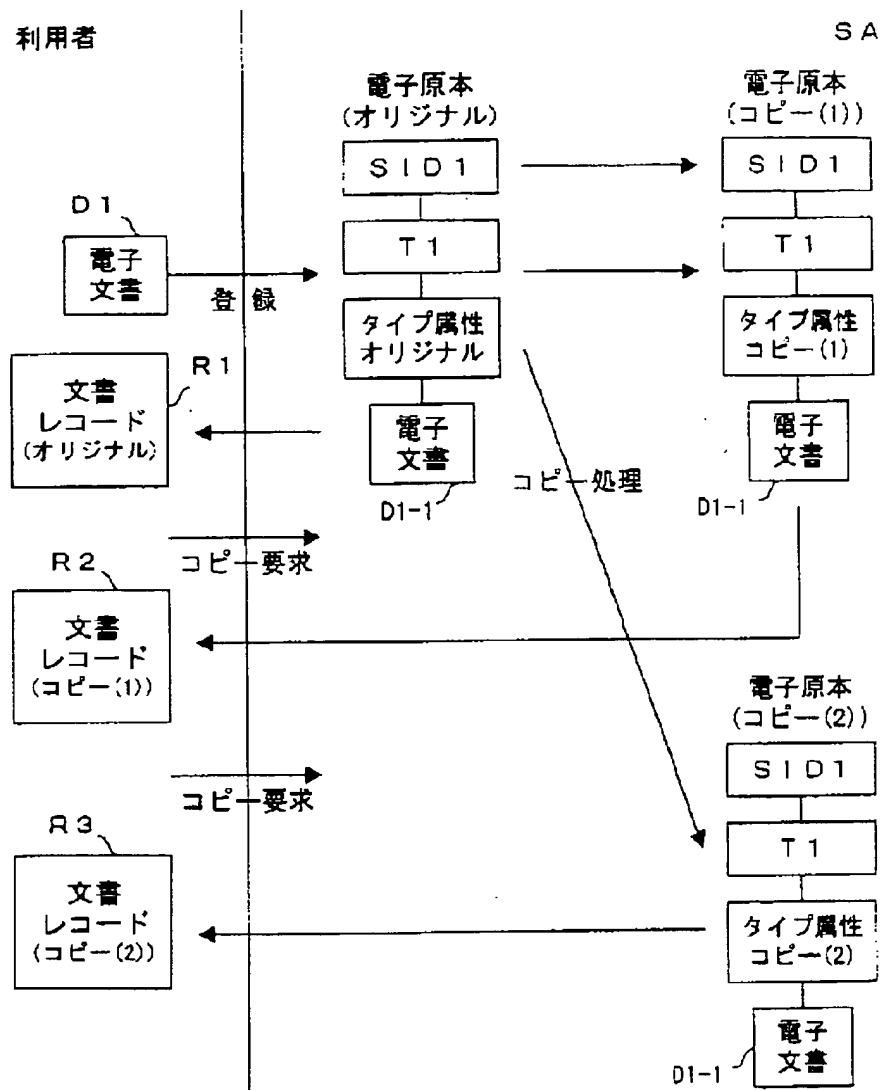 利用者
SA
電子原本
(オリジナル)
電子原本
(コピー(1))
SID1
SID1
D1
電子
文書
登録
T1
T1
タイプ属性
オリジナル
タイプ属性
コピー(1)
文書
レコード
(オリジナル)
R1
電子
文書
D1-1
電子
文書
D1-1
コピー処理
コピー要求
R2
文書
レコード
(コピー(1))
電子原本
(コピー(2))
コピー要求
SID1
R3
T1
文書
レコード
(コピー(2))
タイプ属性
コピー(2)
電子
文書
D1-1